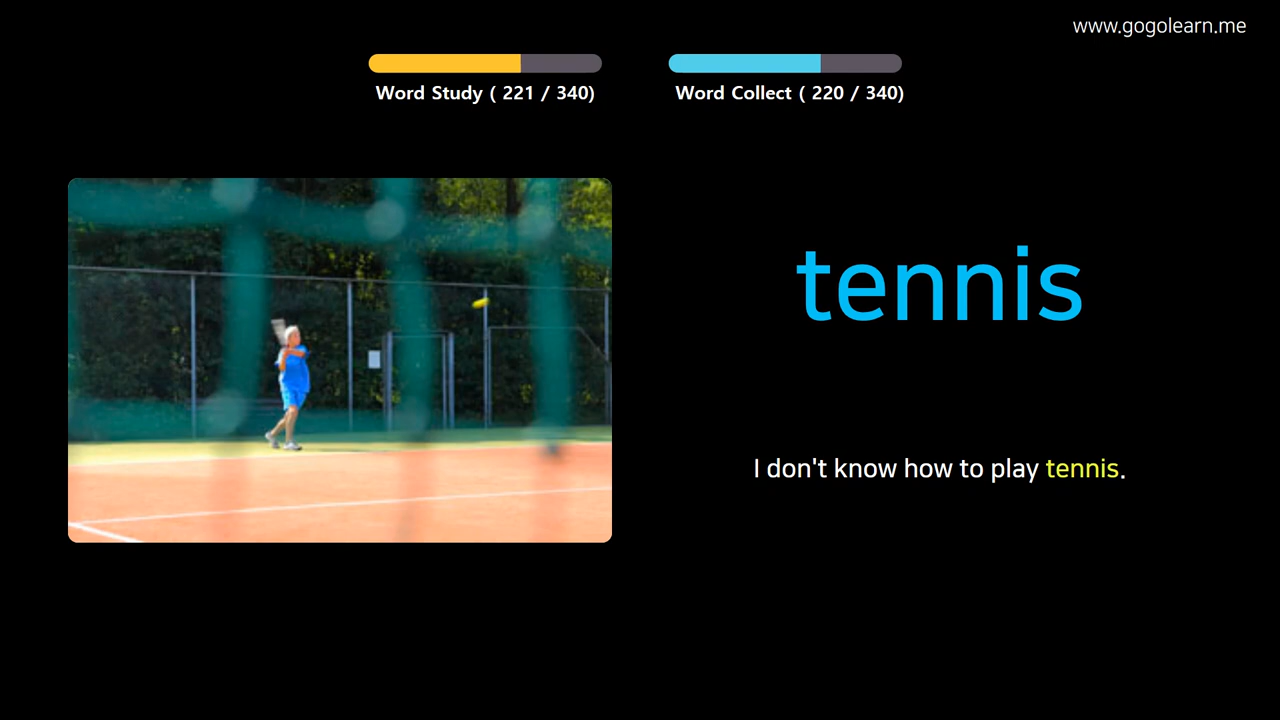 www.gogolearn.me
Word Study ( 221 / 340)
Word Collect ( 220 / 340)
tennis
I don't know how to play tennis.